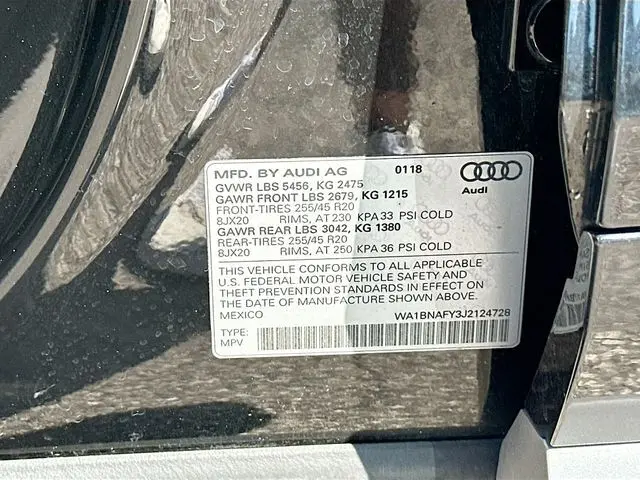 MFD. BY AUDI AG 0118
GVWR LBS 5456, KG 2475
GAWR FRONT LBS 2679, KG 1215
FRONT-TIRES 255/45 R20
8JX20 RIMS, AT 230 KPA 33 PSI COLD
GAWR REAR LBS 3042, KG 1380
REAR-TIRES 255/45 R20
8JX20 RIMS, AT 250 KPA 36 PSI COLD
Audi
THIS VEHICLE CONFORMS TO ALL APPLICABLE
U.S. FEDERAL MOTOR VEHICLE SAFETY AND
THEFT PREVENTION STANDARDS IN EFFECT ON
THE DATE OF MANUFACTURE SHOWN ABOVE.
MEXICO WA1BNAFY3J2124728
TYPE:
MPV